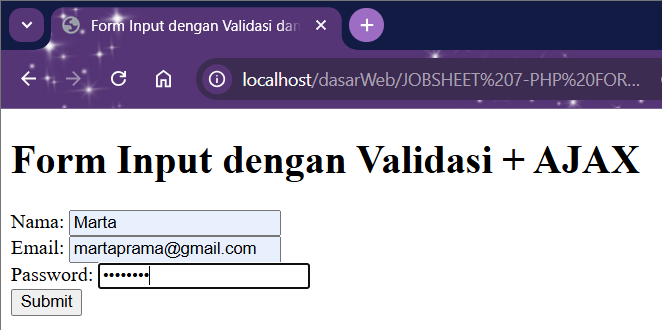 Form Input dengan Validasi dan
localhost/dasarWeb/JOBSHEET%207-PHP%20FOR...
Form Input dengan Validasi + AJAX
Nama: Marta
Email: martaprama@gmail.com
Password: ••••••••
Submit